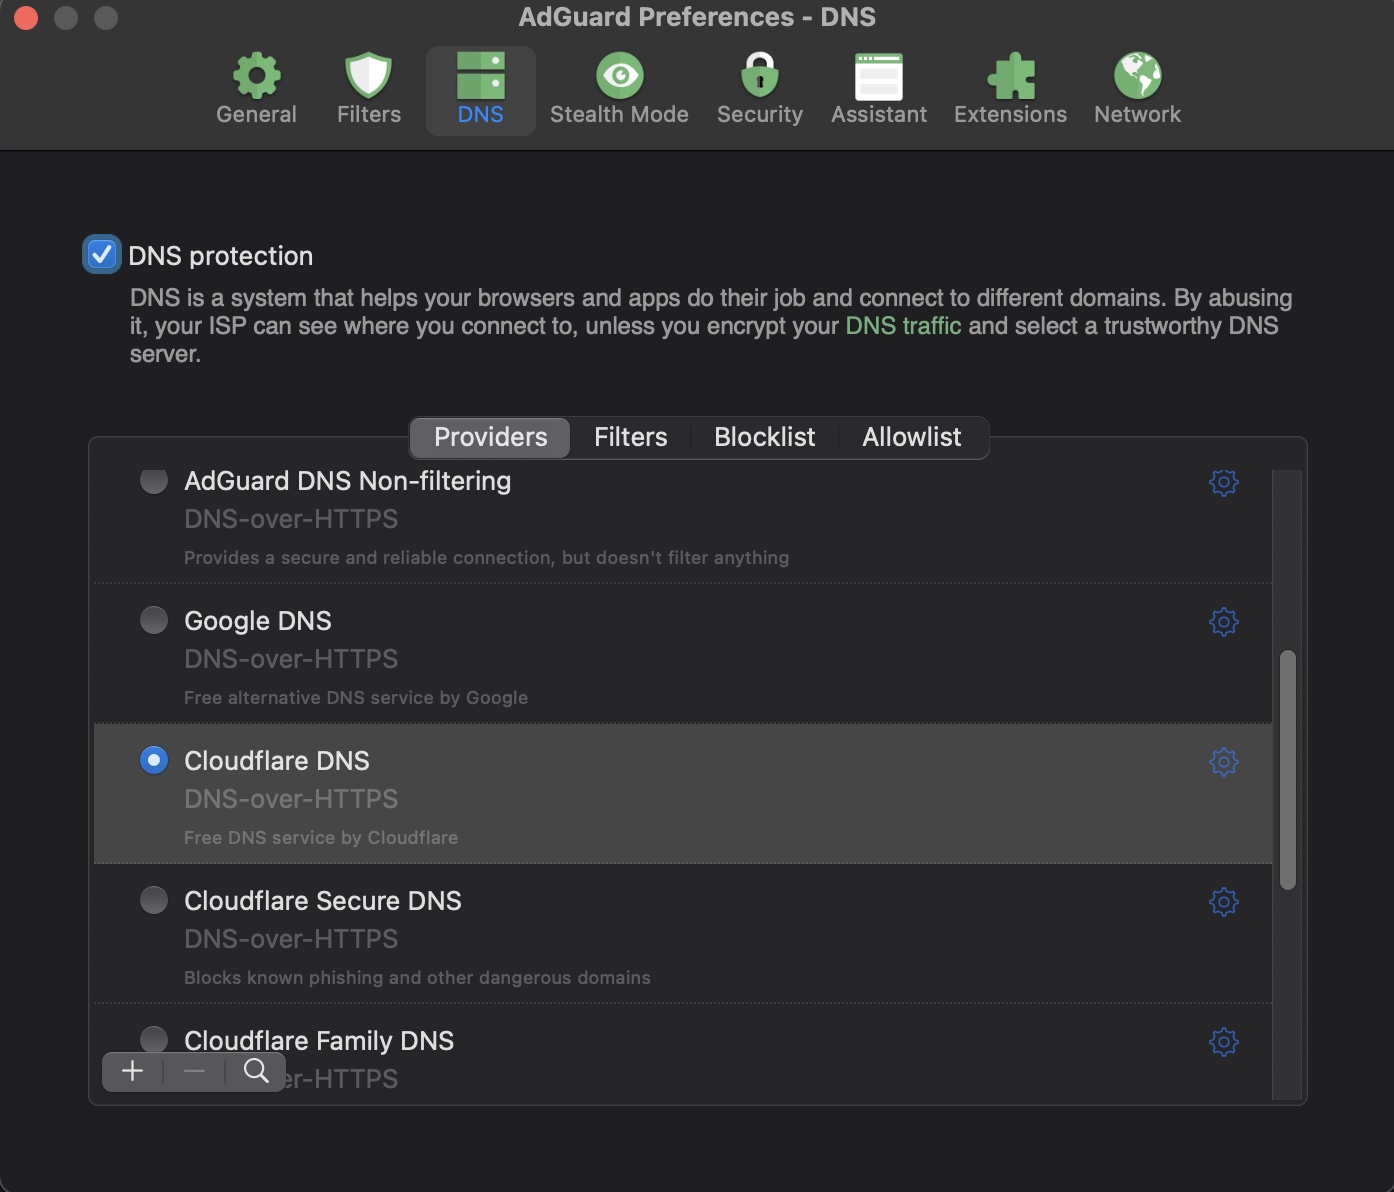 AdGuard Preferences - DNS
General
Filters
DNS
Stealth Mode
Security
Assistant
Extensions
Network
DNS protection
DNS is a system that helps your browsers and apps do their job and connect to different domains. By abusing
it, your ISP can see where you connect to, unless you encrypt your DNS traffic and select a trustworthy DNS
server.
Providers
Filters
Blocklist
Allowlist
AdGuard DNS Non-filtering
DNS-over-HTTPS
Provides a secure and reliable connection, but doesn't filter anything
Google DNS
DNS-over-HTTPS
Free alternative DNS service by Google
Cloudflare DNS
DNS-over-HTTPS
Free DNS service by Cloudflare
Cloudflare Secure DNS
DNS-over-HTTPS
Blocks known phishing and other dangerous domains
Cloudflare Family DNS
er-HTTPS